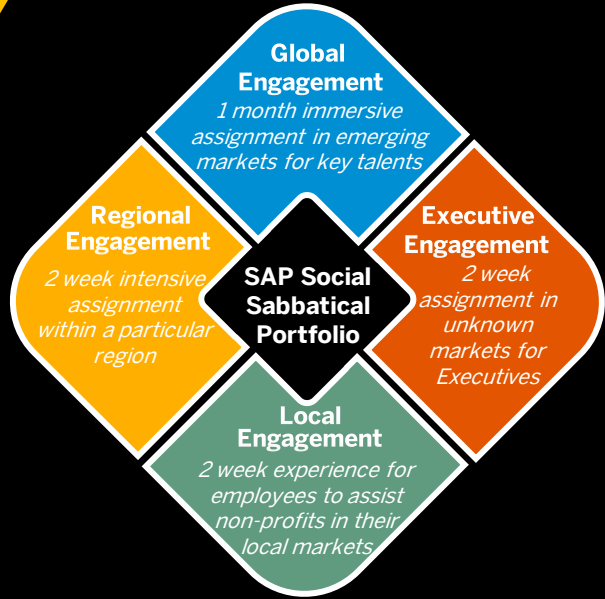 Global
Engagement
1 month immersive
assignment in emerging
markets for key talents
Regional
Engagement
2 week intensive
assignment
within a particular
region
SAP Social
Sabbatical
Portfolio
Executive
Engagement
2 week
assignment in
unknown
markets for
Executives
Local
Engagement
2 week experience for
employees to assist
non-profits in their
local markets